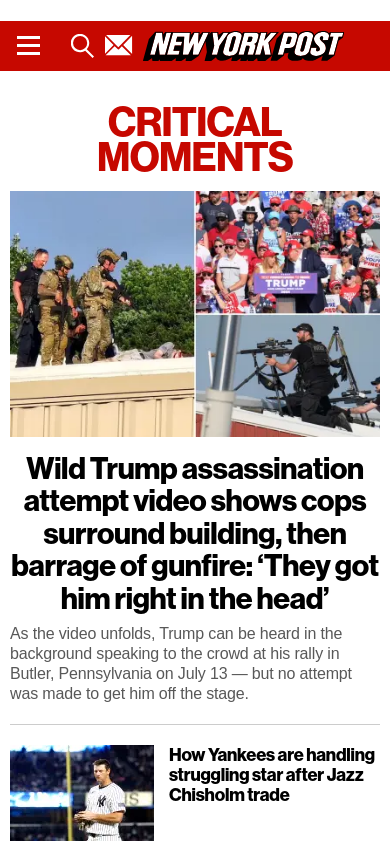 NEW YORK POST
CRITICAL
MOMENTS
TRUMP
Wild Trump assassination
attempt video shows cops
surround building, then
barrage of gunfire: ‘They got
him right in the head’
As the video unfolds, Trump can be heard in the
background speaking to the crowd at his rally in
Butler, Pennsylvania on July 13 — but no attempt
was made to get him off the stage.
How Yankees are handling
struggling star after Jazz
Chisholm trade